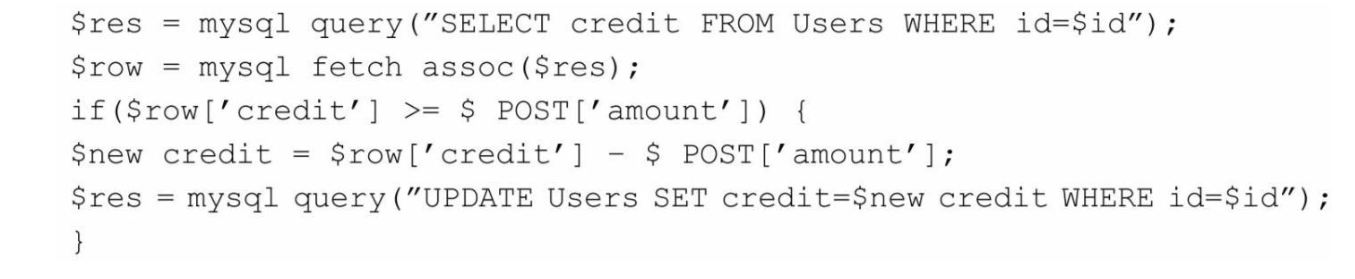 $res = mysql query(″SELECT credit FROM Users WHERE id=$id″);
$row = mysql fetch assoc($res);
if($row[′credit′] >= $ POST[′amount′]) {
$new credit = $row[′credit′] − $ POST[′amount′];
$res = mysql query(″UPDATE Users SET credit=$new credit WHERE id=$id″);
}